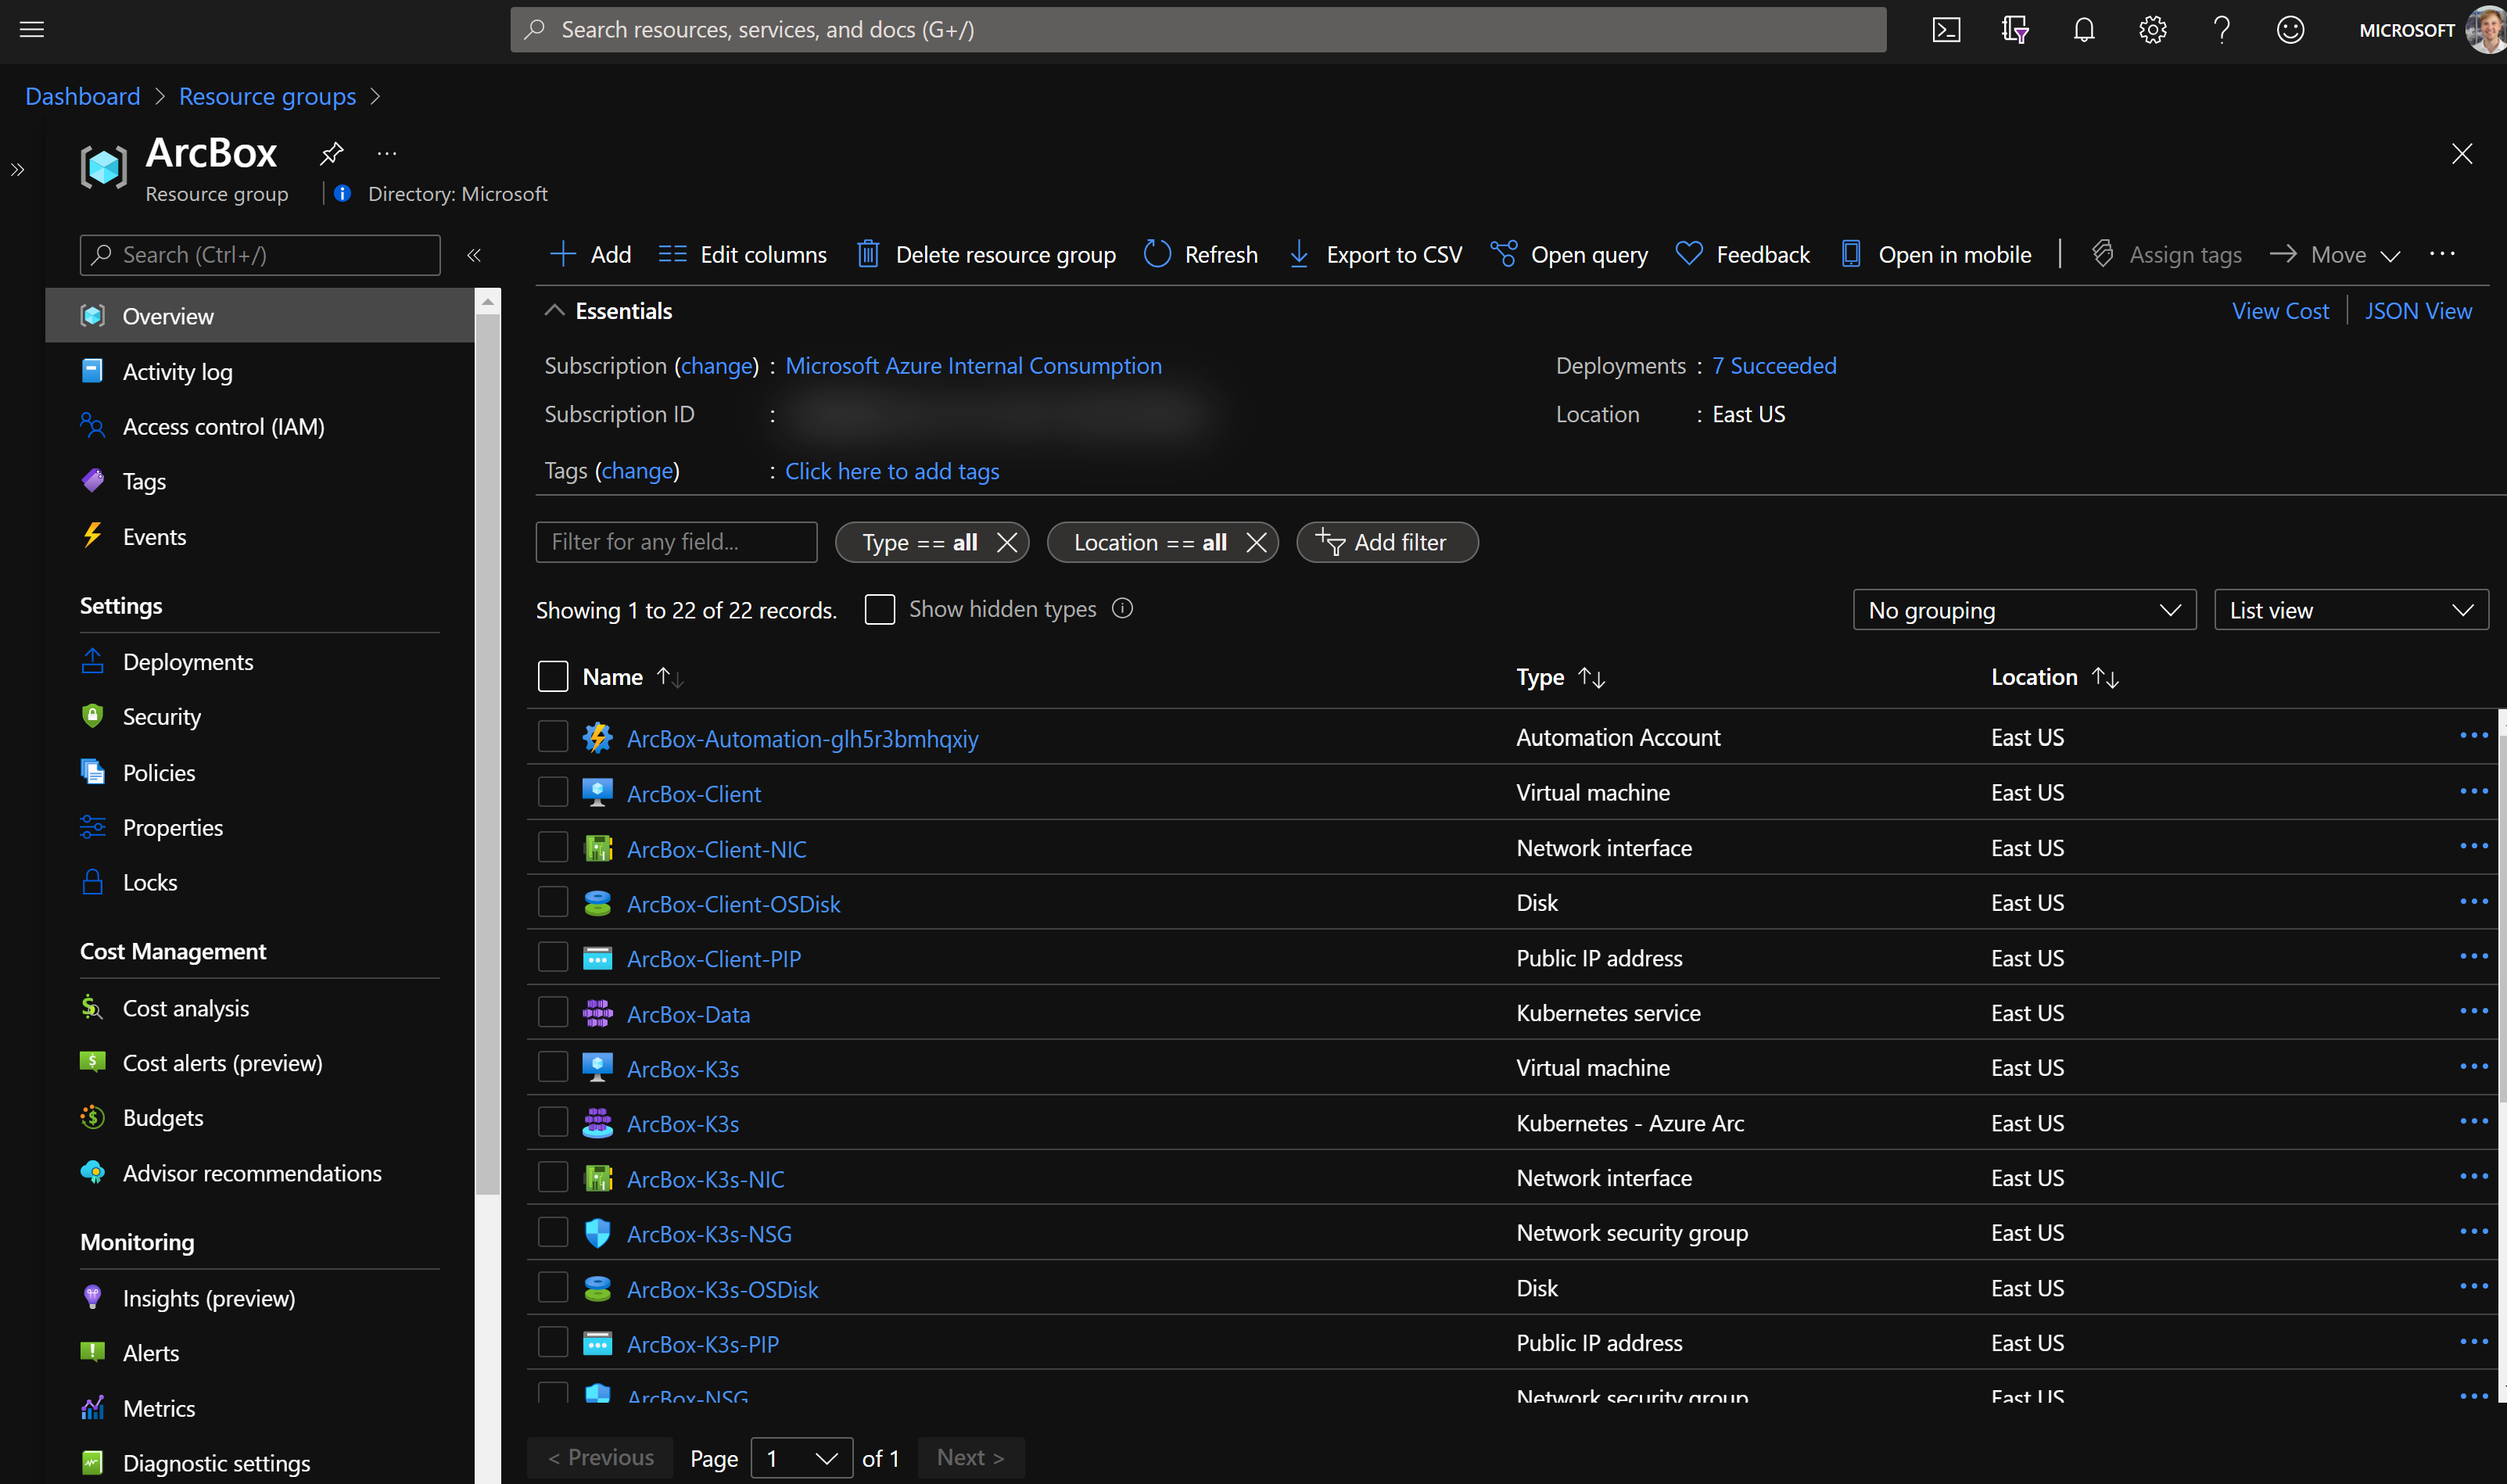 Search resources, services, and docs (G+/)
MICROSOFT
Dashboard > Resource groups >
ArcBox
Resource group
Directory: Microsoft
Search (Ctrl+/)
Overview
Activity log
Access control (IAM)
Tags
Events
Settings
Deployments
Security
Policies
Properties
Locks
Cost Management
Cost analysis
Cost alerts (preview)
Budgets
Advisor recommendations
Monitoring
Insights (preview)
Alerts
Metrics
Diagnostic settings
Add Edit columns Delete resource group Refresh Export to CSV Open query Feedback Open in mobile Assign tags Move
Essentials
View Cost JSON View
Subscription (change) : Microsoft Azure Internal Consumption
Deployments : 7 Succeeded
Subscription ID :
Location : East US
Tags (change) : Click here to add tags
Filter for any field... Type == all Location == all Add filter
Showing 1 to 22 of 22 records. Show hidden types
No grouping List view
Name Type Location
ArcBox-Automation-glh5r3bmhqxiy Automation Account East US
ArcBox-Client Virtual machine East US
ArcBox-Client-NIC Network interface East US
ArcBox-Client-OSDisk Disk East US
ArcBox-Client-PIP Public IP address East US
ArcBox-Data Kubernetes service East US
ArcBox-K3s Virtual machine East US
ArcBox-K3s Kubernetes - Azure Arc East US
ArcBox-K3s-NIC Network interface East US
ArcBox-K3s-NSG Network security group East US
ArcBox-K3s-OSDisk Disk East US
ArcBox-K3s-PIP Public IP address East US
ArcBox-NSG Network security group East US
< Previous Page 1 of 1 Next >